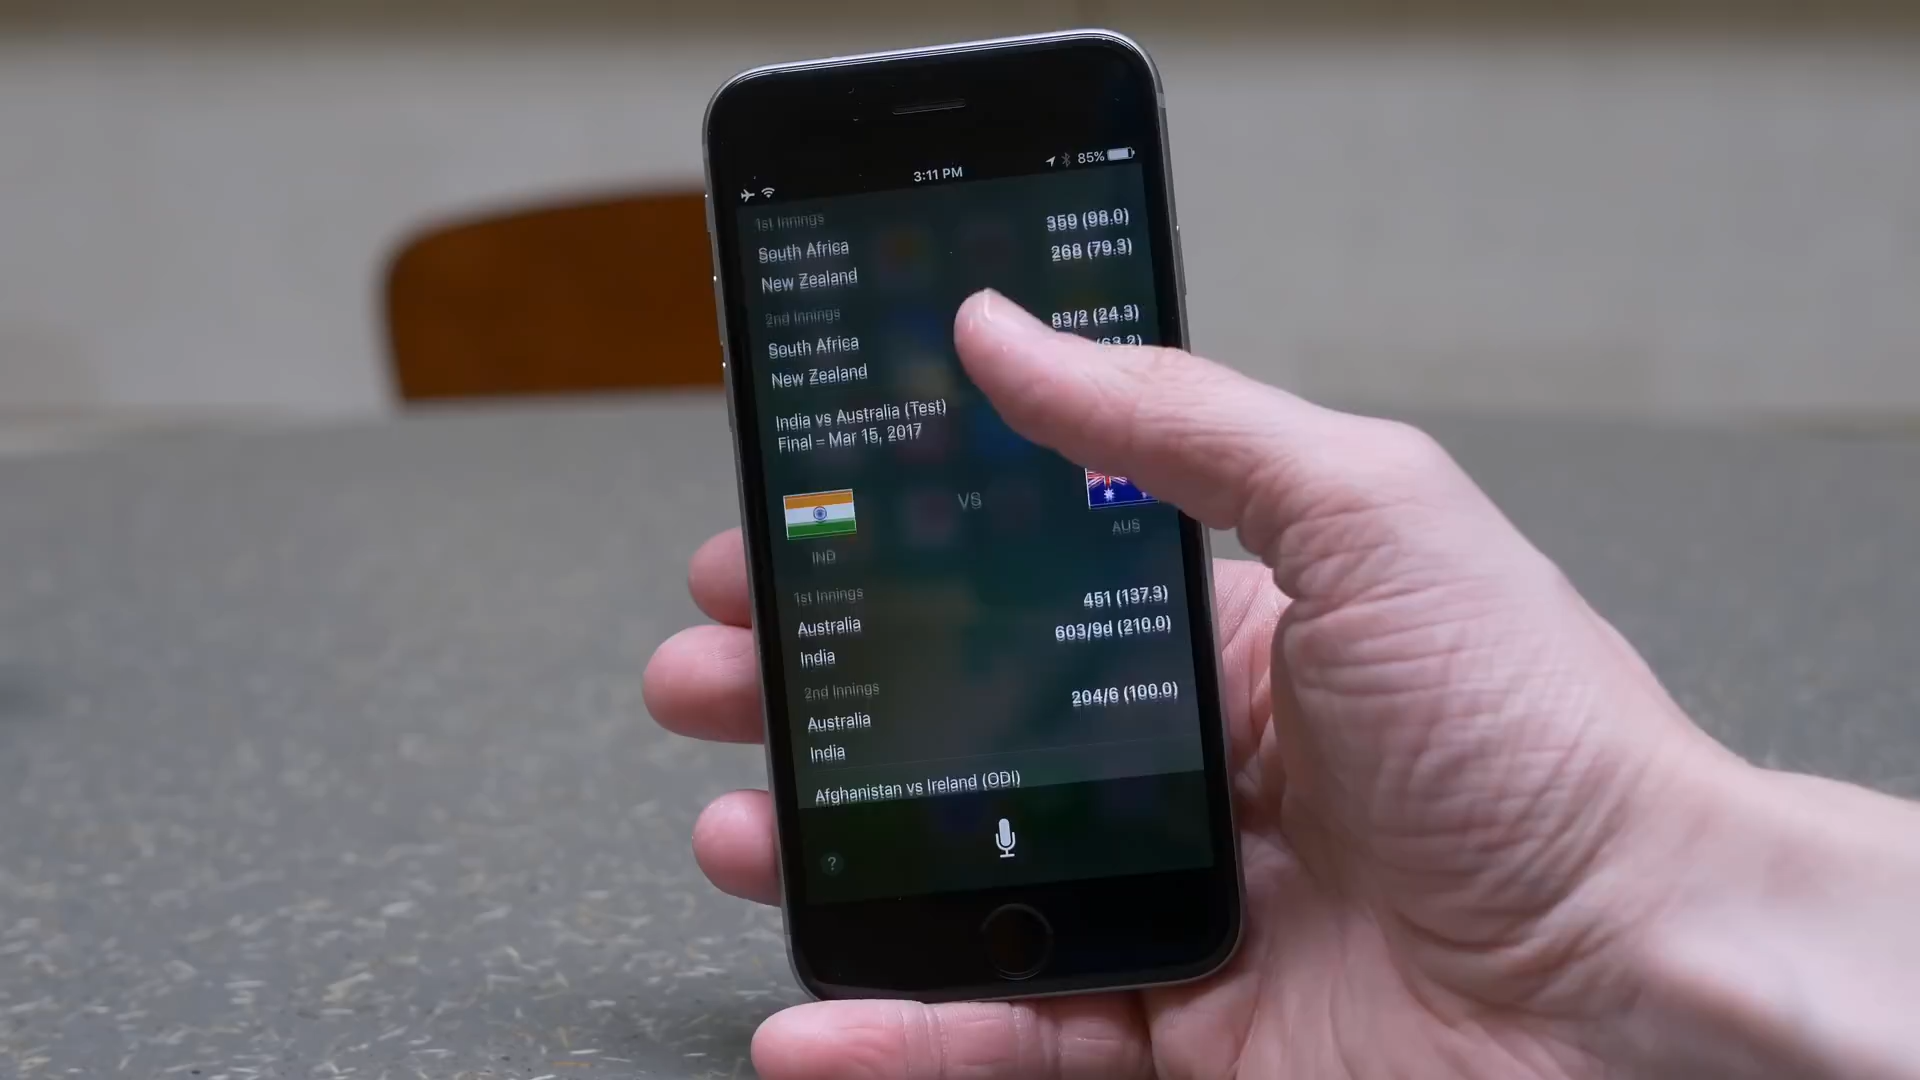 3:11 PM
85%
1st Innings
South Africa 359 (98.0)
New Zealand 268 (79.3)
2nd Innings
South Africa 83/2 (24.3)
New Zealand (63.2)
India vs Australia (Test)
Final – Mar 15, 2017
VS
IND
AUS
1st Innings
Australia 451 (137.3)
India 603/9d (210.0)
2nd Innings
Australia 204/6 (100.0)
India
Afghanistan vs Ireland (ODI)
?